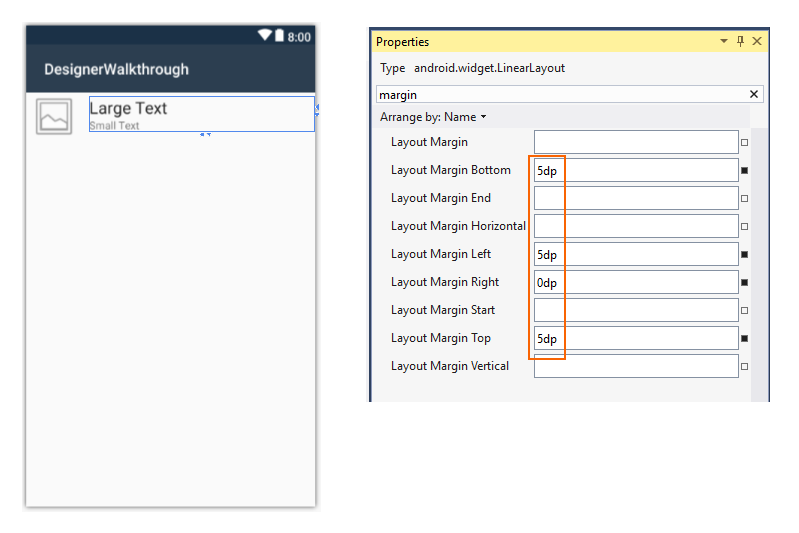 8:00
DesignerWalkthrough
Large Text
Small Text
Properties
Type android.widget.LinearLayout
margin
Arrange by: Name
Layout Margin
Layout Margin Bottom 5dp
Layout Margin End
Layout Margin Horizontal
Layout Margin Left 5dp
Layout Margin Right 0dp
Layout Margin Start
Layout Margin Top 5dp
Layout Margin Vertical